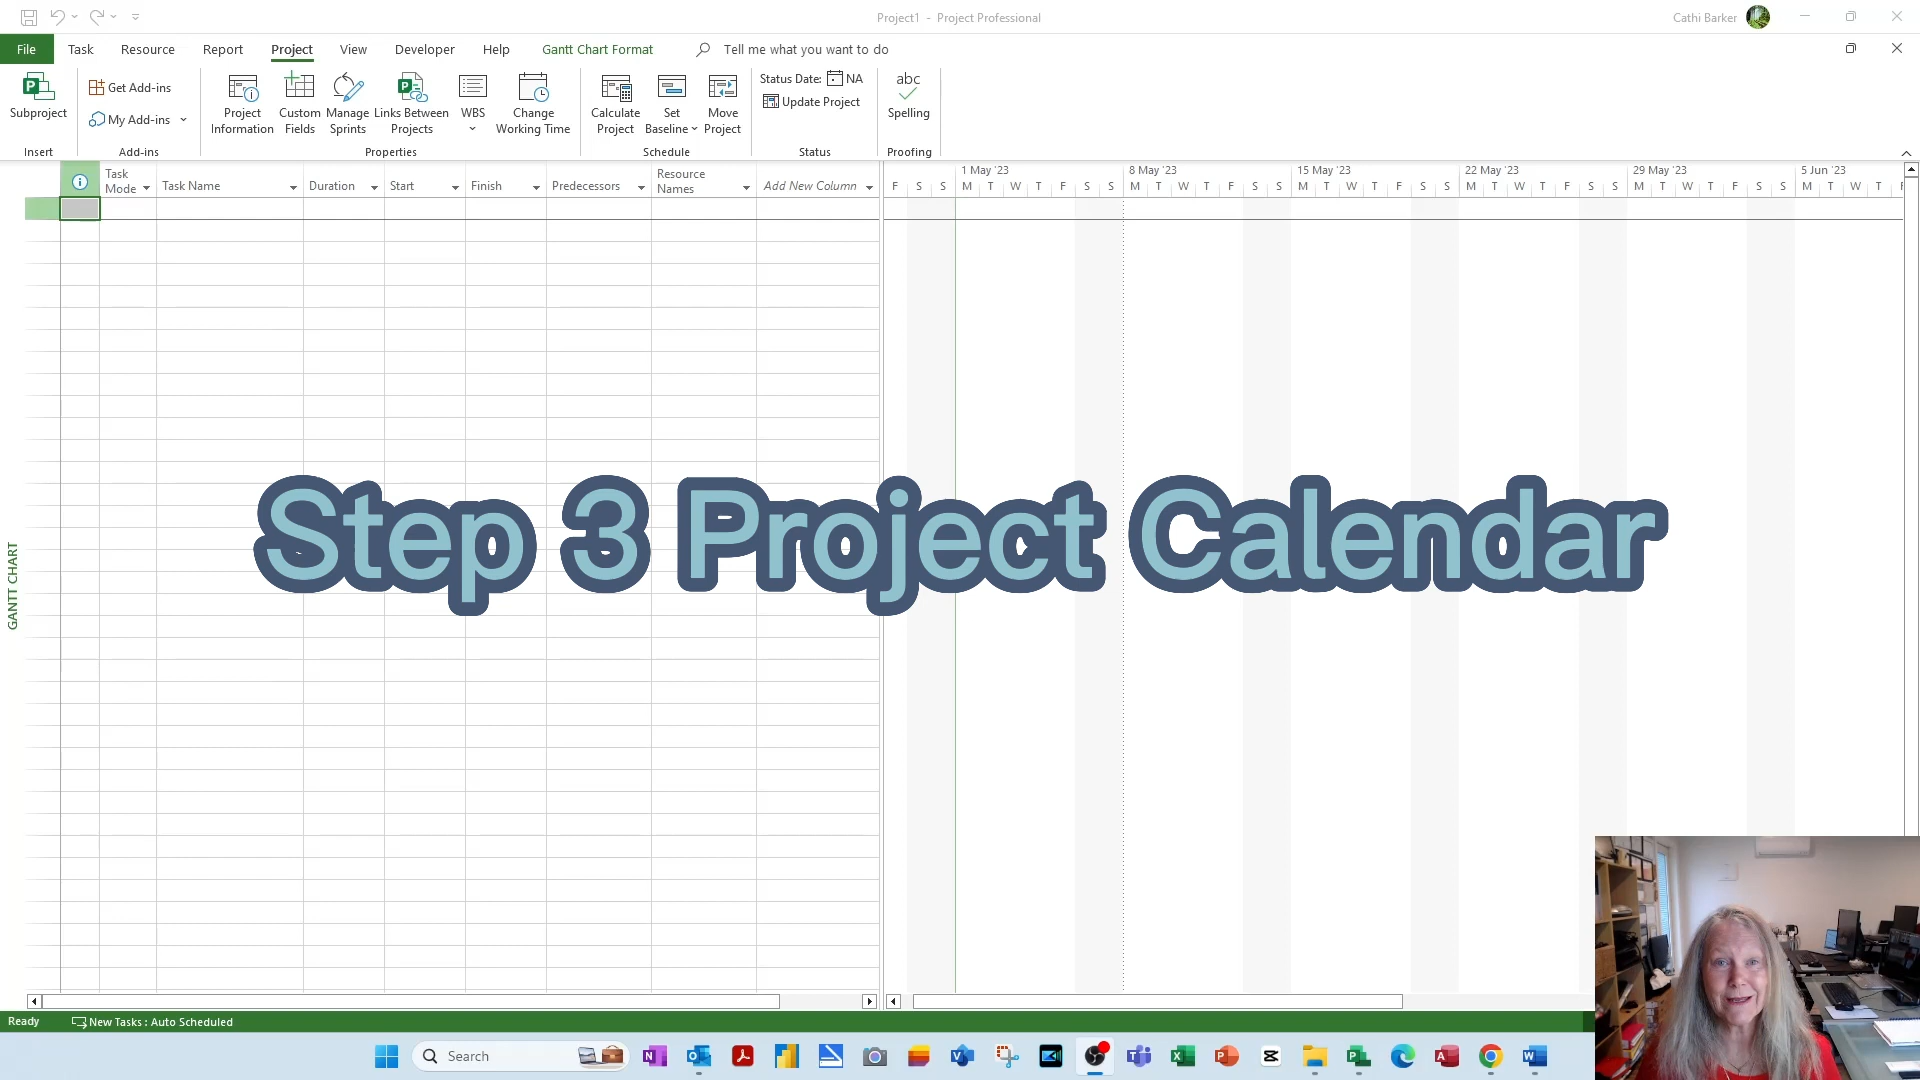 Project1 - Project Professional
Cathi Barker
File Task Resource Report Project View Developer Help Gantt Chart Format Tell me what you want to do
Subproject
Insert
Get Add-ins
My Add-ins
Add-ins
Project Information
Custom Fields
Manage Sprints
Links Between Projects
WBS
Change Working Time
Properties
Calculate Project
Set Baseline
Move Project
Schedule
Status Date: NA
Update Project
Status
abc
Spelling
Proofing
Task Mode
Task Name
Duration
Start
Finish
Predecessors
Resource Names
Add New Column
1 May '23 8 May '23 15 May '23 22 May '23 29 May '23 5 Jun '23
F S S M T W T F S S M T W T F S S M T W T F S S M T W T F S S M T W T F S S M T W T F
Step 3 Project Calendar
GANTT CHART
Ready
New Tasks : Auto Scheduled
Search